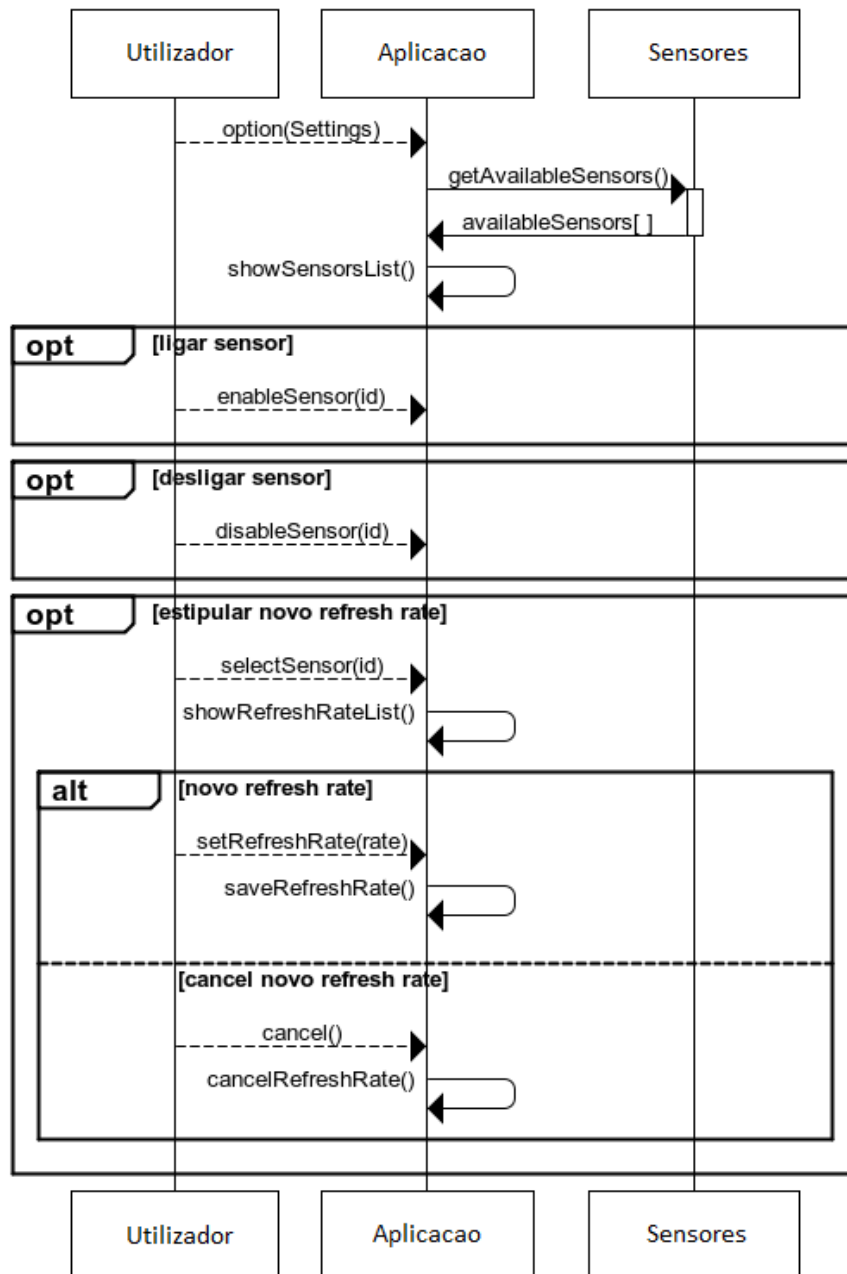 Utilizador
Aplicacao
Sensores
option(Settings)
getAvailableSensors()
availableSensors[ ]
showSensorsList()
opt
[ligar sensor]
enableSensor(id)
opt
[desligar sensor]
disableSensor(id)
opt
[estipular novo refresh rate]
selectSensor(id)
showRefreshRateList()
alt
[novo refresh rate]
setRefreshRate(rate)
saveRefreshRate()
[cancel novo refresh rate]
cancel()
cancelRefreshRate()
Utilizador
Aplicacao
Sensores